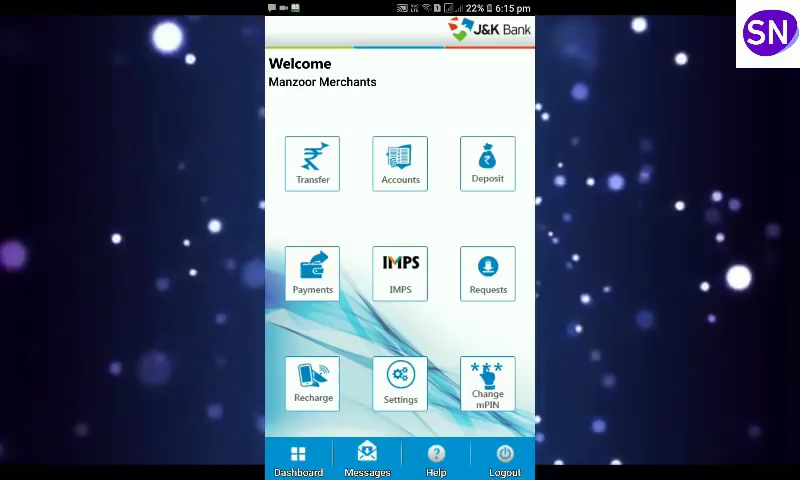 22% 6:15 pm
SN
J&K Bank
Welcome
Manzoor Merchants
Transfer
Accounts
Deposit
IMPS
Payments
IMPS
Requests
***
Recharge
Settings
Change
mPIN
Dashboard
Messages
Help
Logout